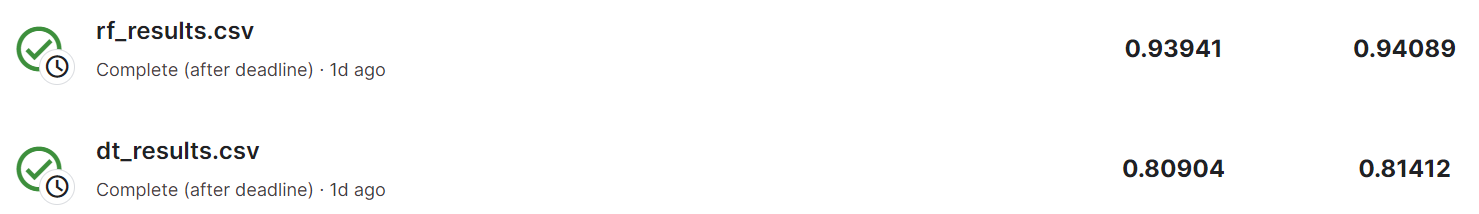 rf_results.csv
0.93941 0.94089
Complete (after deadline) · 1d ago
dt_results.csv
0.80904 0.81412
Complete (after deadline) · 1d ago